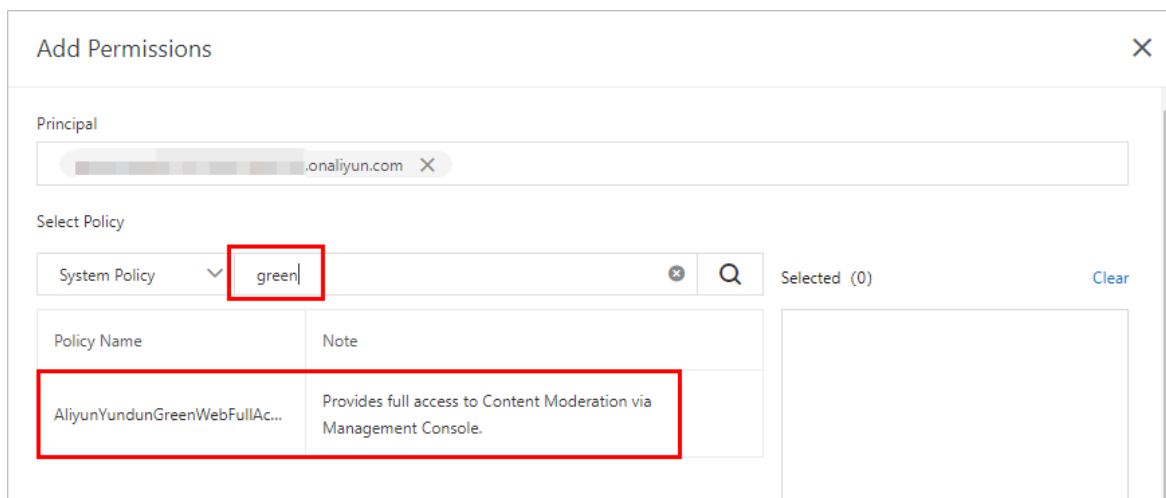 Add Permissions
Principal
.onaliyun.com
Select Policy
System Policy
green
Selected (0)
Clear
Policy Name
Note
AliyunYundunGreenWebFullAc...
Provides full access to Content Moderation via
Management Console.